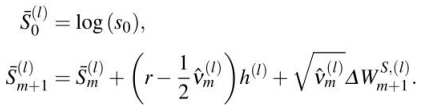 $\bar{S}_0^{(l)} = \log(s_0),$
$\bar{S}_{m+1}^{(l)} = \bar{S}_m^{(l)} + \left(r - \frac{1}{2}\hat{v}_m^{(l)}\right)h^{(l)} + \sqrt{\hat{v}_m^{(l)}}\Delta W_{m+1}^{S,(l)}.$